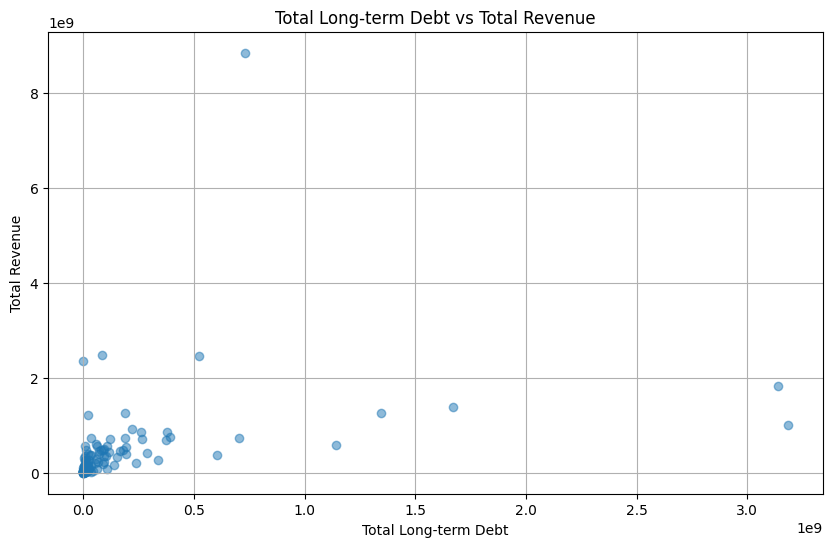 Total Long-term Debt vs Total Revenue
1e9
8
6
4
2
0
Total Revenue
0.0 0.5 1.0 1.5 2.0 2.5 3.0
1e9
Total Long-term Debt